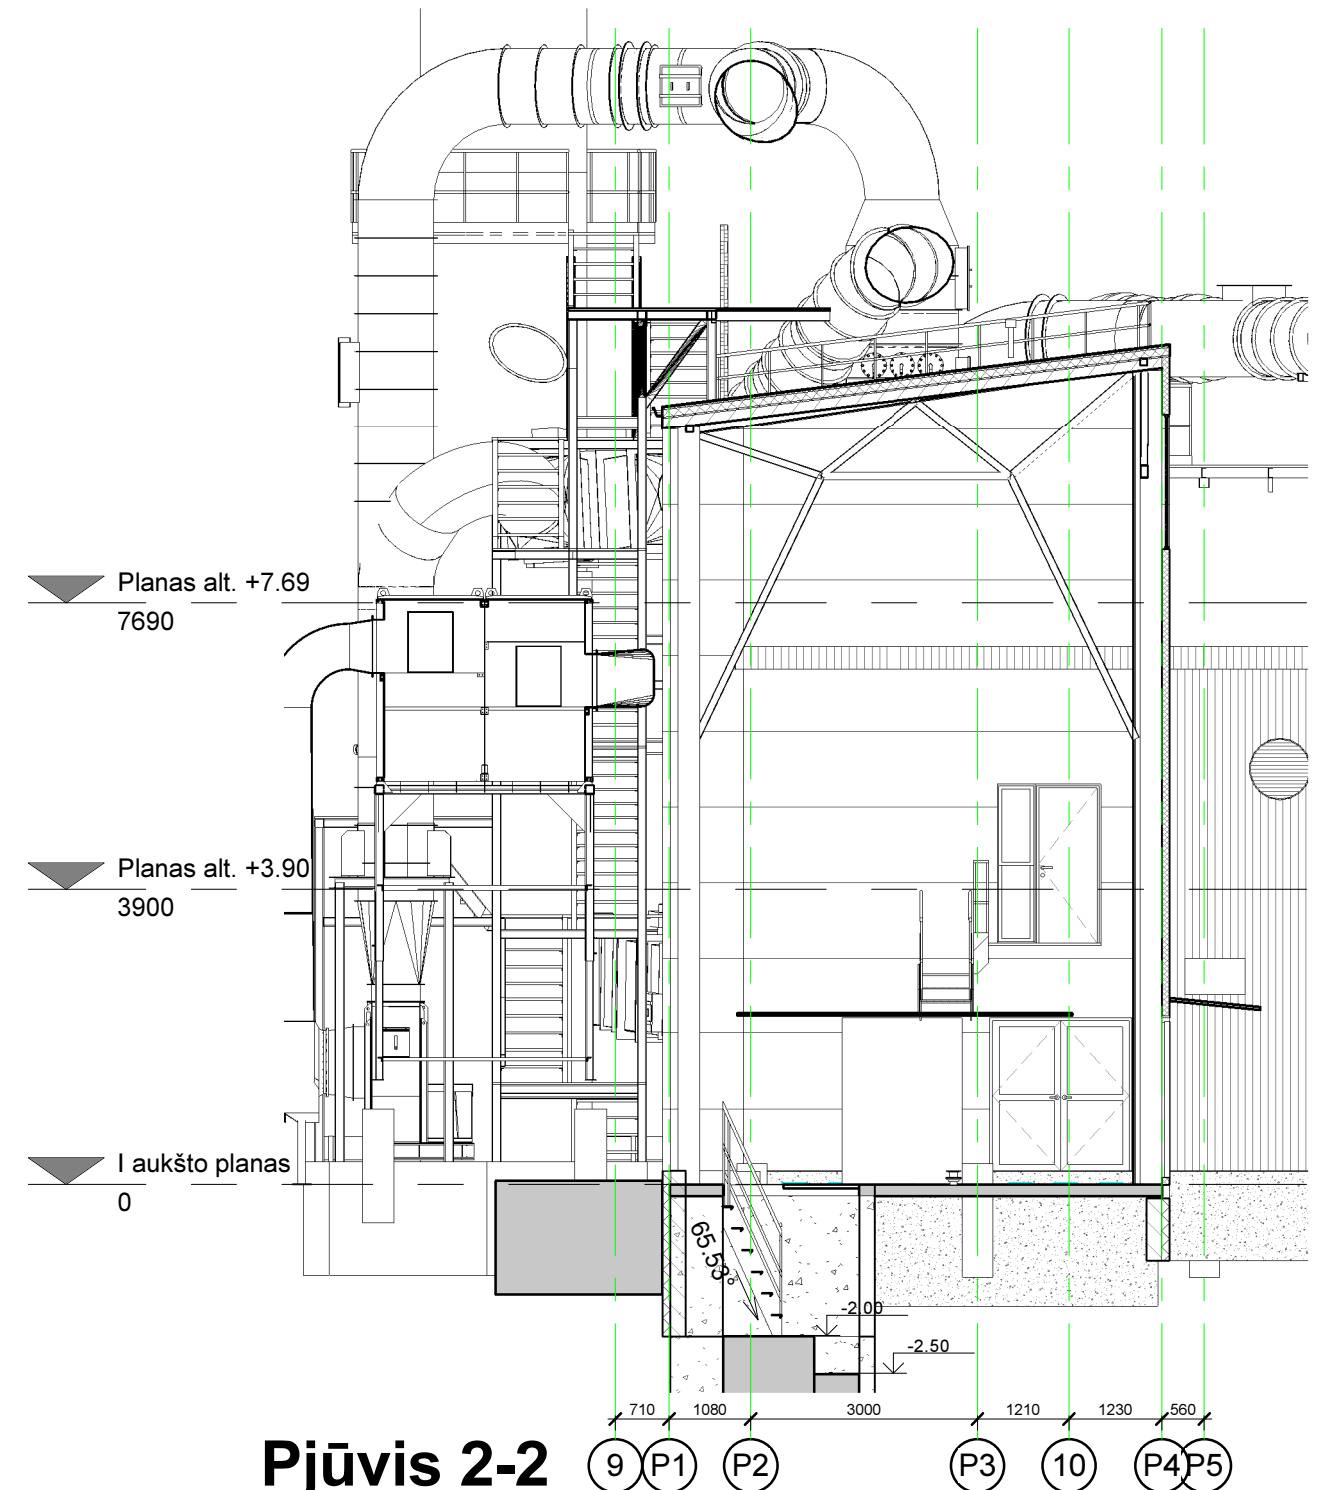 Planas alt. +7.69
7690
Planas alt. +3.90
3900
I aukšto planas
0
65.53°
-2.00
-2.50
710 1080 3000 1210 1230 560
Pjūvis 2-2
9 P1 P2 P3 10 P4 P5